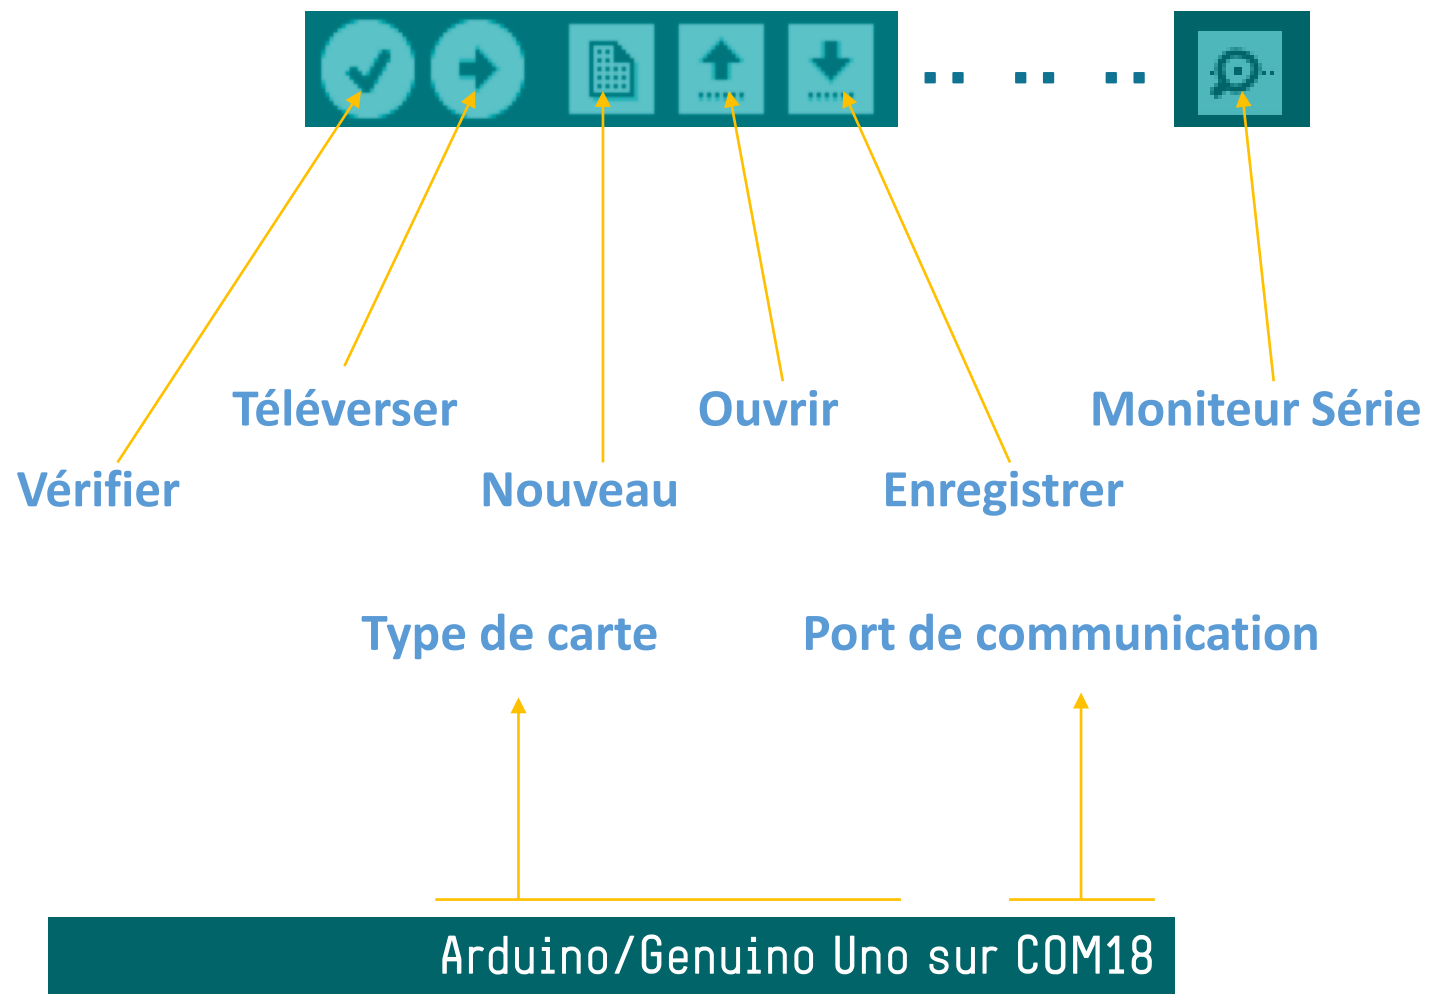 Téléverser
Ouvrir
Moniteur Série
Vérifier
Nouveau
Enregistrer
Type de carte
Port de communication
Arduino/Genuino Uno sur COM18